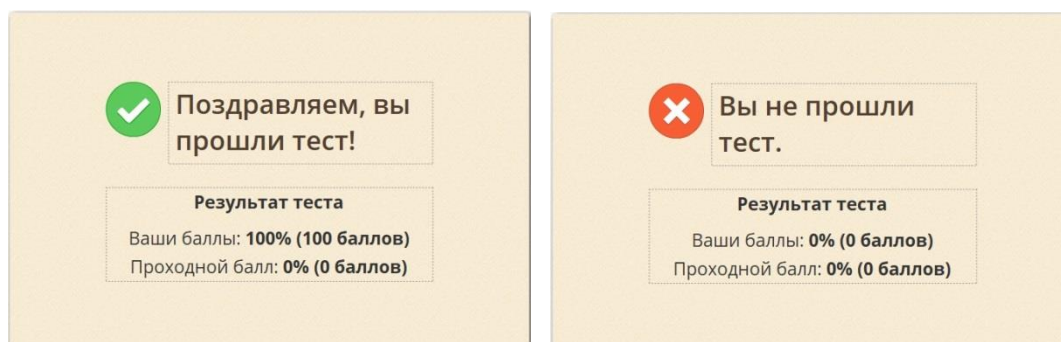 Поздравляем, вы
прошли тест!
Результат теста
Ваши баллы: 100% (100 баллов)
Проходной балл: 0% (0 баллов)
Вы не прошли
тест.
Результат теста
Ваши баллы: 0% (0 баллов)
Проходной балл: 0% (0 баллов)